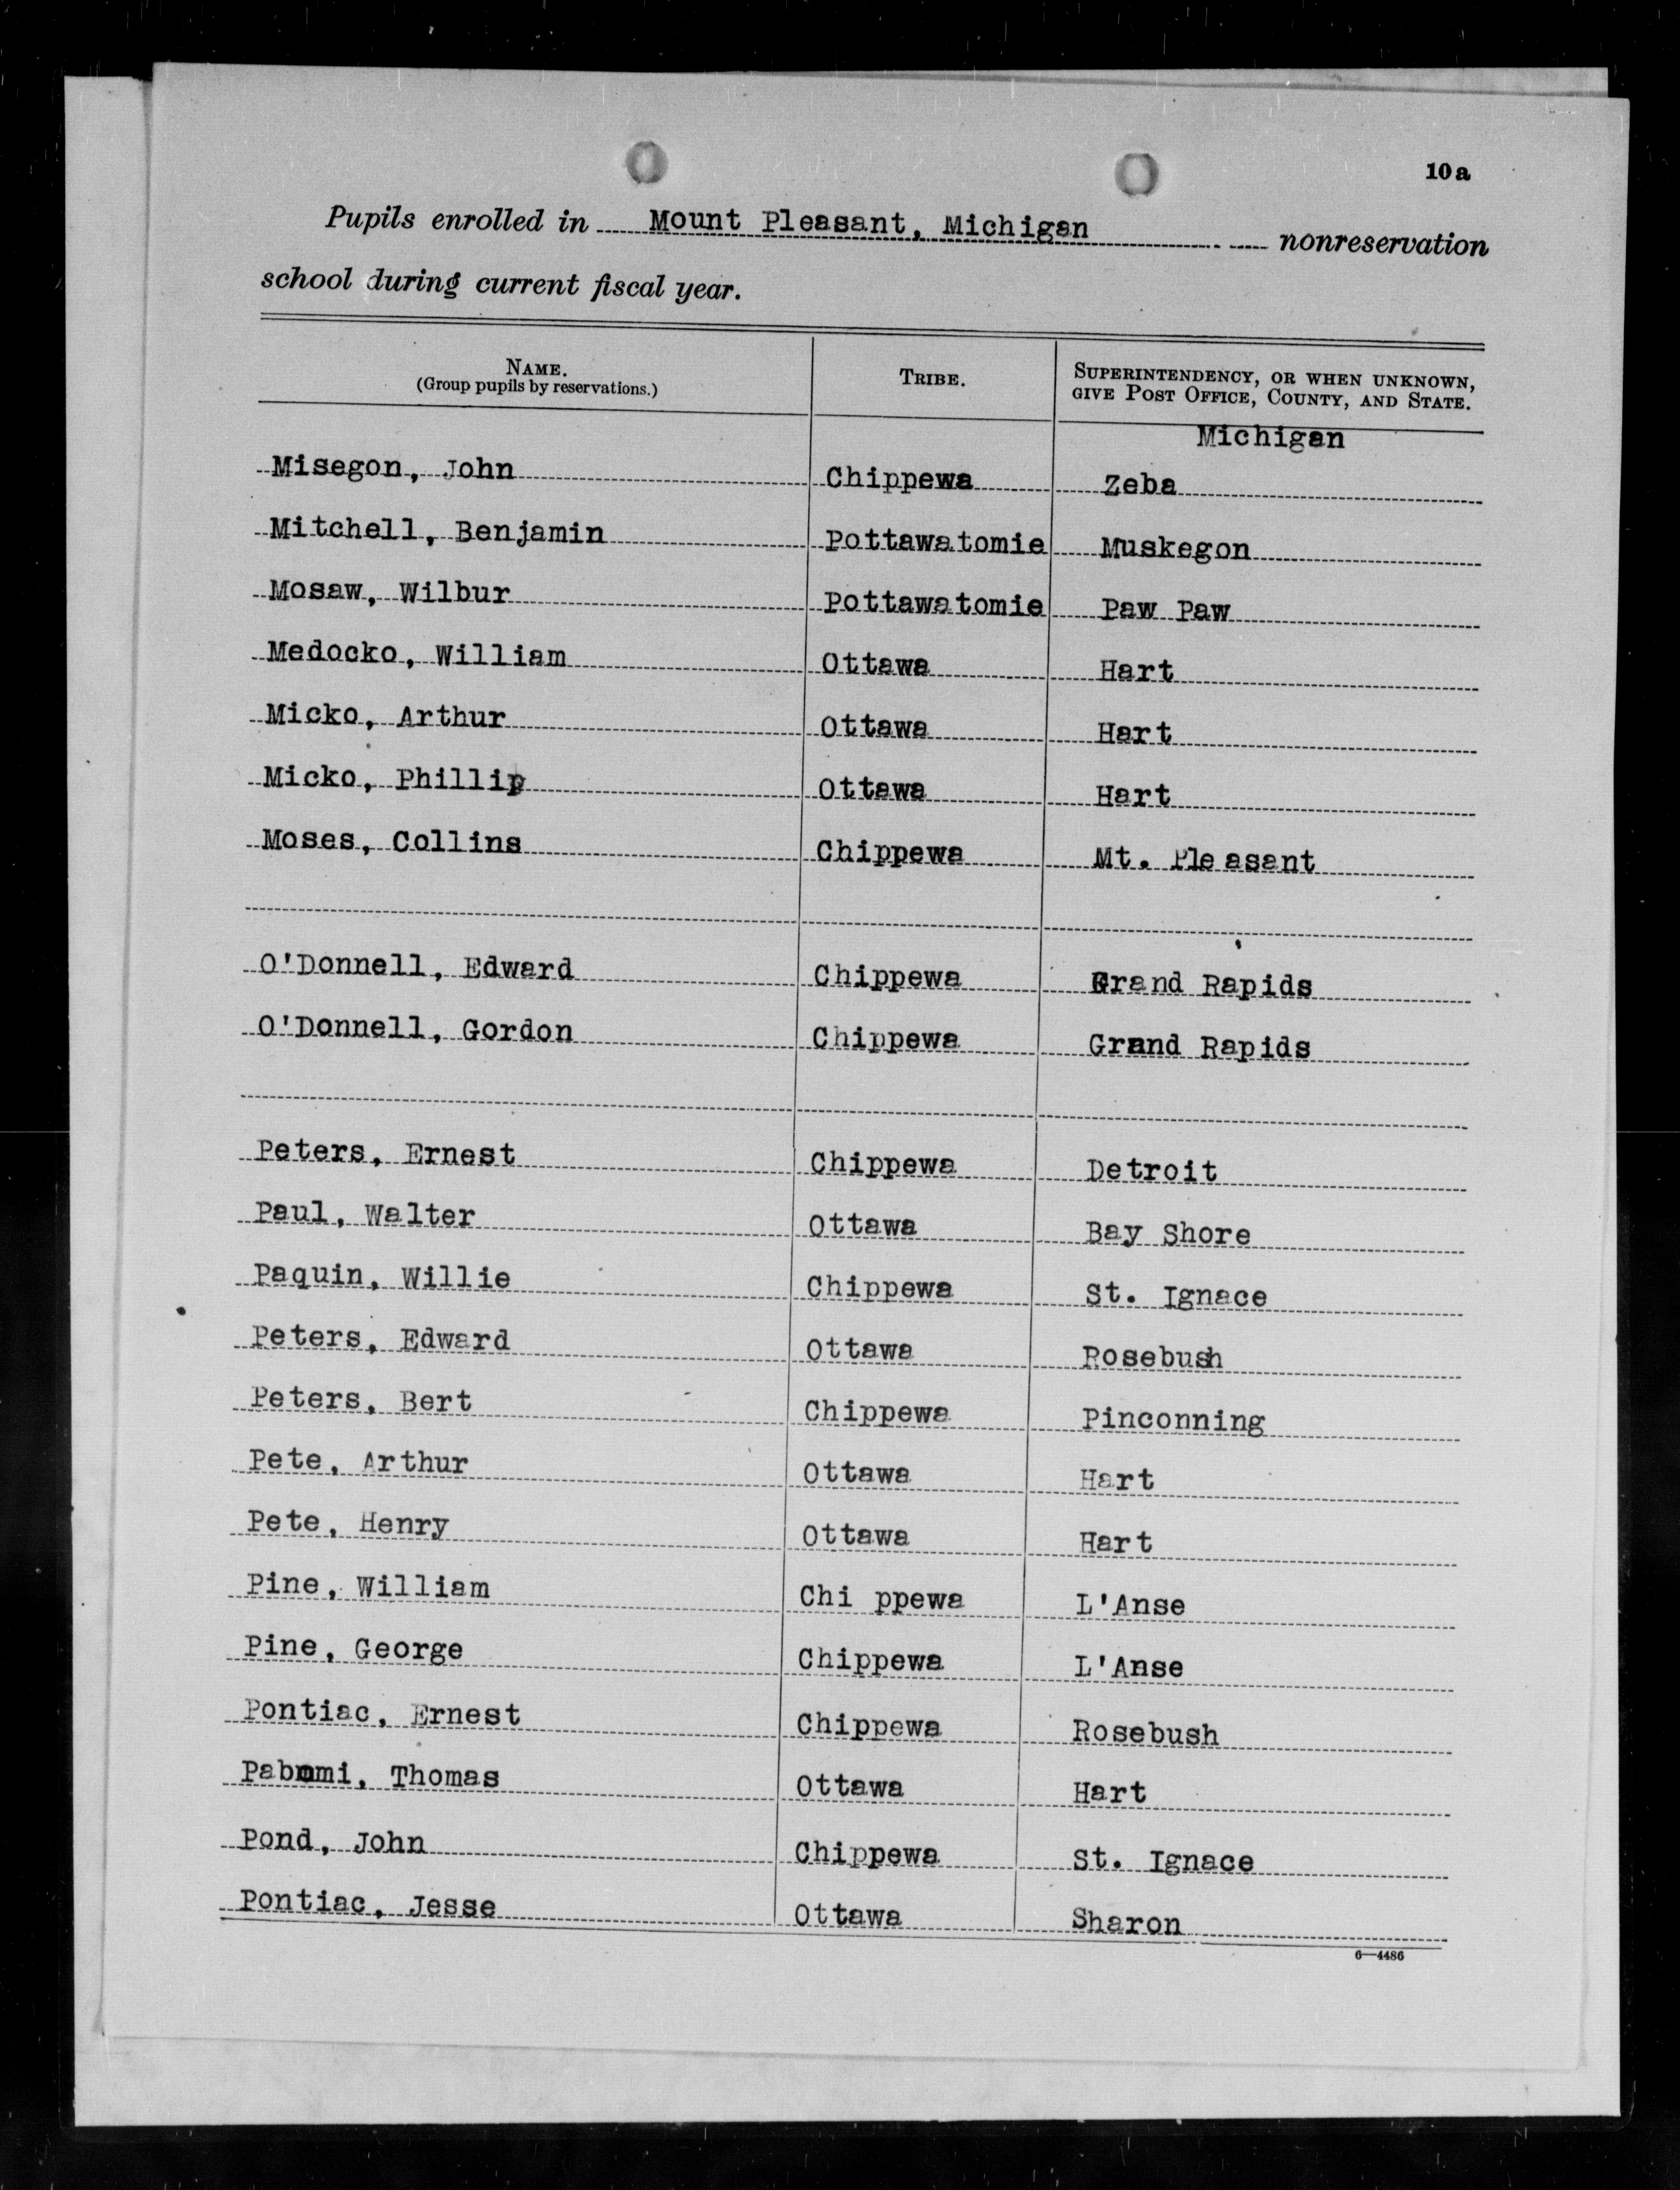 10a
Pupils enrolled in Mount Pleasant, Michigan nonreservation
school during current fiscal year.
NAME. TRIBE. SUPERINTENDENCY, OR WHEN UNKNOWN,
(Group pupils by reservations.) GIVE POST OFFICE, COUNTY, AND STATE.
Michigan
Misegon, John Chippewa Zeba
Mitchell, Benjamin Pottawatomie Muskegon
Mosaw, Wilbur Pottawatomie Paw Paw
Medocko, William Ottawa Hart
Micko, Arthur Ottawa Hart
Micko, Phillip Ottawa Hart
Moses, Collins Chippewa Mt. Pleasant
O'Donnell, Edward Chippewa Grand Rapids
O'Donnell, Gordon Chippewa Grand Rapids
Peters, Ernest Chippewa Detroit
Paul, Walter Ottawa Bay Shore
Paquin, Willie Chippewa St. Ignace
Peters, Edward Ottawa Rosebush
Peters, Bert Chippewa Pinconning
Pete, Arthur Ottawa Hart
Pete, Henry Ottawa Hart
Pine, William Chi ppewa L'Anse
Pine, George Chippewa L'Anse
Pontiac, Ernest Chippewa Rosebush
Thomas Ottawa Hart
Pond, John Chippewa St. Ignace
Pontiac, Jesse Ottawa Sharon
6—4486